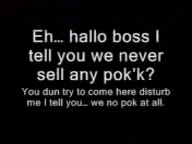 Eh... hallo boss I
tell you we never
sell any pok'k?
You dun try to come here disturb
me I tell you... we no pok at all.